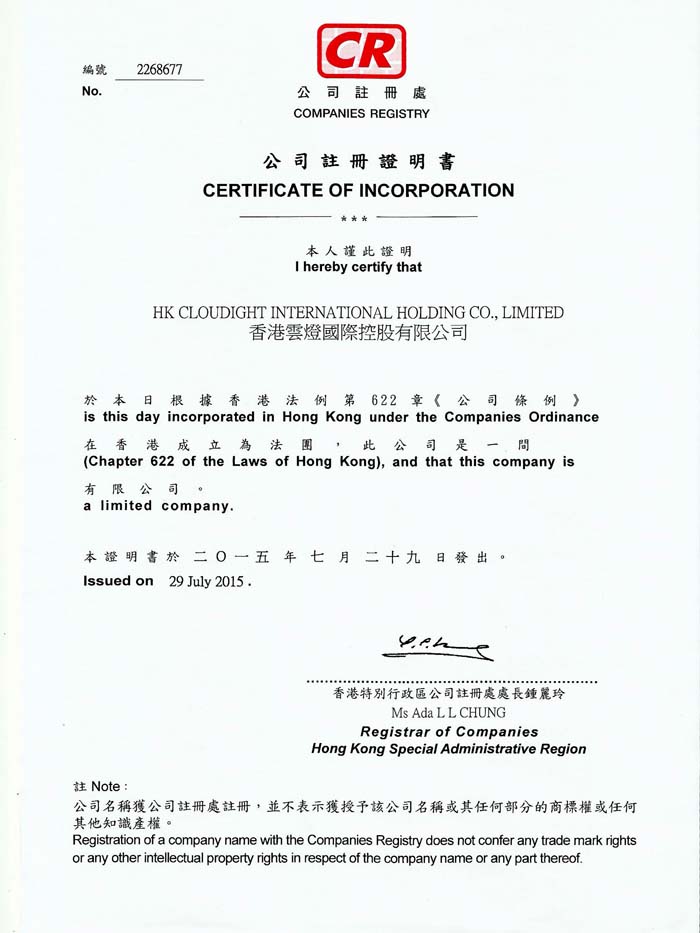 編號 2268677
No.
CR
公司註冊處
COMPANIES REGISTRY
公司註冊證明書
CERTIFICATE OF INCORPORATION
***
本人謹此證明
I hereby certify that
HK CLOUDIGHT INTERNATIONAL HOLDING CO., LIMITED
香港雲燈國際控股有限公司
於本日根據香港法例第622章《公司條例》
is this day incorporated in Hong Kong under the Companies Ordinance
在香港成立為法團，此公司是一間
(Chapter 622 of the Laws of Hong Kong), and that this company is
有限公司。
a limited company.
本證明書於二O一五年七月二十九日發出。
Issued on 29 July 2015.
香港特別行政區公司註冊處處長鍾麗玲
Ms Ada L L CHUNG
Registrar of Companies
Hong Kong Special Administrative Region
註 Note :
公司名稱獲公司註冊處註冊，並不表示獲授予該公司名稱或其任何部分的商標權或任何
其他知識產權。
Registration of a company name with the Companies Registry does not confer any trade mark rights
or any other intellectual property rights in respect of the company name or any part thereof.